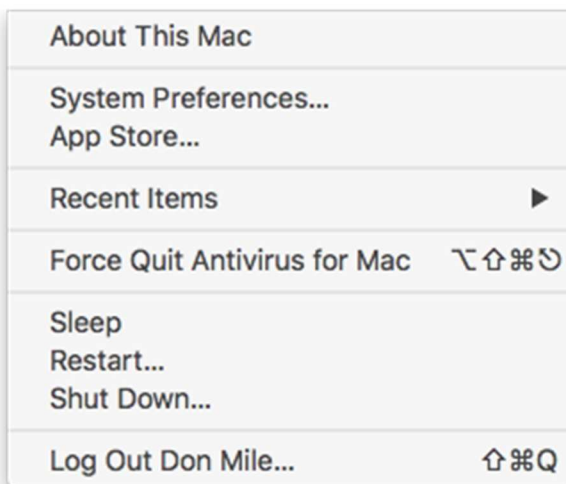 About This Mac
System Preferences...
App Store...
Recent Items ▶
Force Quit Antivirus for Mac ⌥⇧⌘⎋
Sleep
Restart...
Shut Down...
Log Out Don Mile... ⇧⌘Q